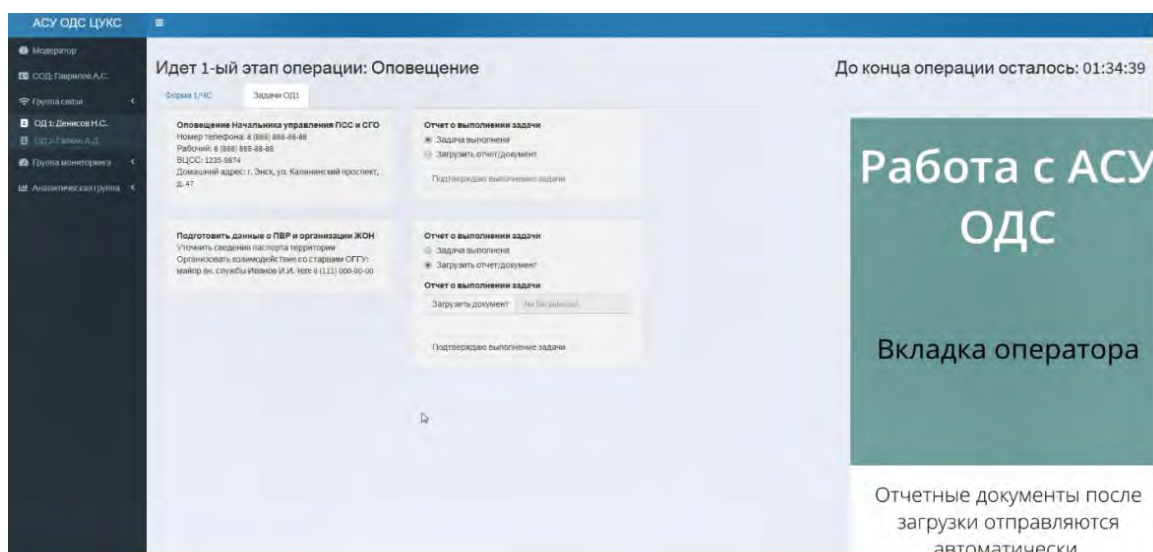 АСУ ОДС ЦУКС
Модератор
СОД: Гаврилов А.С.
Группа связи
ОД 1: Денисов Н.С.
ОД 2: Галкин А.Д.
Группа мониторинга
Аналитическая группа
Идет 1-ый этап операции: Оповещение
До конца операции осталось: 01:34:39
Форма 1/ЧС
Задачи ОД1
Оповещение Начальника управления ПСС и СГО
Номер телефона: 8 (888) 888-88-88
Рабочий: 8 (888) 888-88-88
ВЦСС: 1235-9874
Домашний адрес: г. Энск, ул. Калининский проспект,
д. 47
Отчет о выполнении задачи
Задача выполнена
Загрузить отчет/документ
Подтверждаю выполнение задачи
Подготовить данные о ПВР и организации ЖОН
Уточнить сведения паспорта территории
Организовать взаимодействие со старшим ОГГУ:
майор вн. службы Иванов И.И. тел: 8 (111) 000-00-00
Отчет о выполнении задачи
Задача выполнена
Загрузить отчет/документ
Отчет о выполнении задачи
Загрузить документ
No file selected
Подтверждаю выполнение задачи
Работа с АСУ
ОДС
Вкладка оператора
Отчетные документы после
загрузки отправляются
автоматически